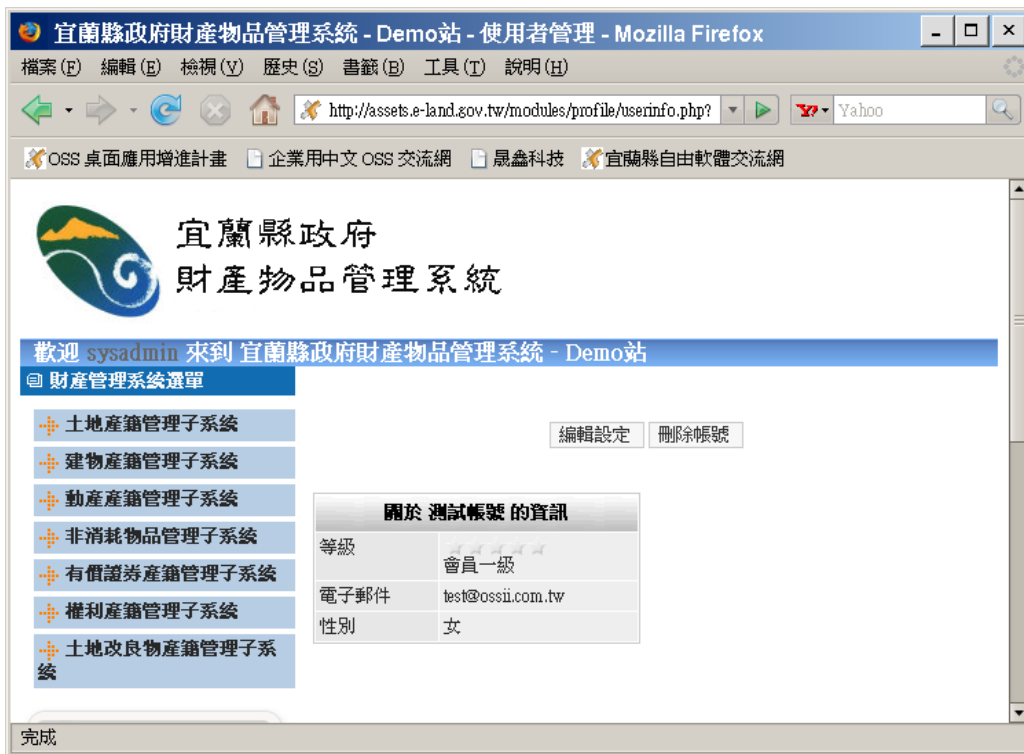 宜蘭縣政府財產物品管理系統 - Demo站 - 使用者管理 - Mozilla Firefox
檔案(F) 編輯(E) 檢視(V) 歷史(S) 書籤(B) 工具(T) 說明(H)
http://assets.e-land.gov.tw/modules/profile/userinfo.php? Yahoo
OSS 桌面應用增進計畫 企業用中文 OSS 交流網 晟鑫科技 宜蘭縣自由軟體交流網
宜蘭縣政府
財產物品管理系統
歡迎 sysadmin 來到 宜蘭縣政府財產物品管理系統 - Demo站
財產管理系統選單
土地產籍管理子系統
編輯設定 刪除帳號
建物產籍管理子系統
動產產籍管理子系統
關於 測試帳號 的資訊
非消耗物品管理子系統
等級
會員一級
有價證券產籍管理子系統
電子郵件 test@ossii.com.tw
權利產籍管理子系統
性別 女
土地改良物產籍管理子系
統
完成